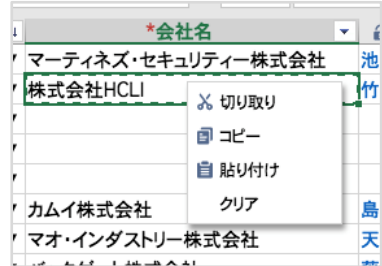 *会社名
マーティネズ・セキュリティー株式会社 池
株式会社HCLI 竹
切り取り
コピー
貼り付け
クリア
カムイ株式会社 島
マオ・インダストリー株式会社 天